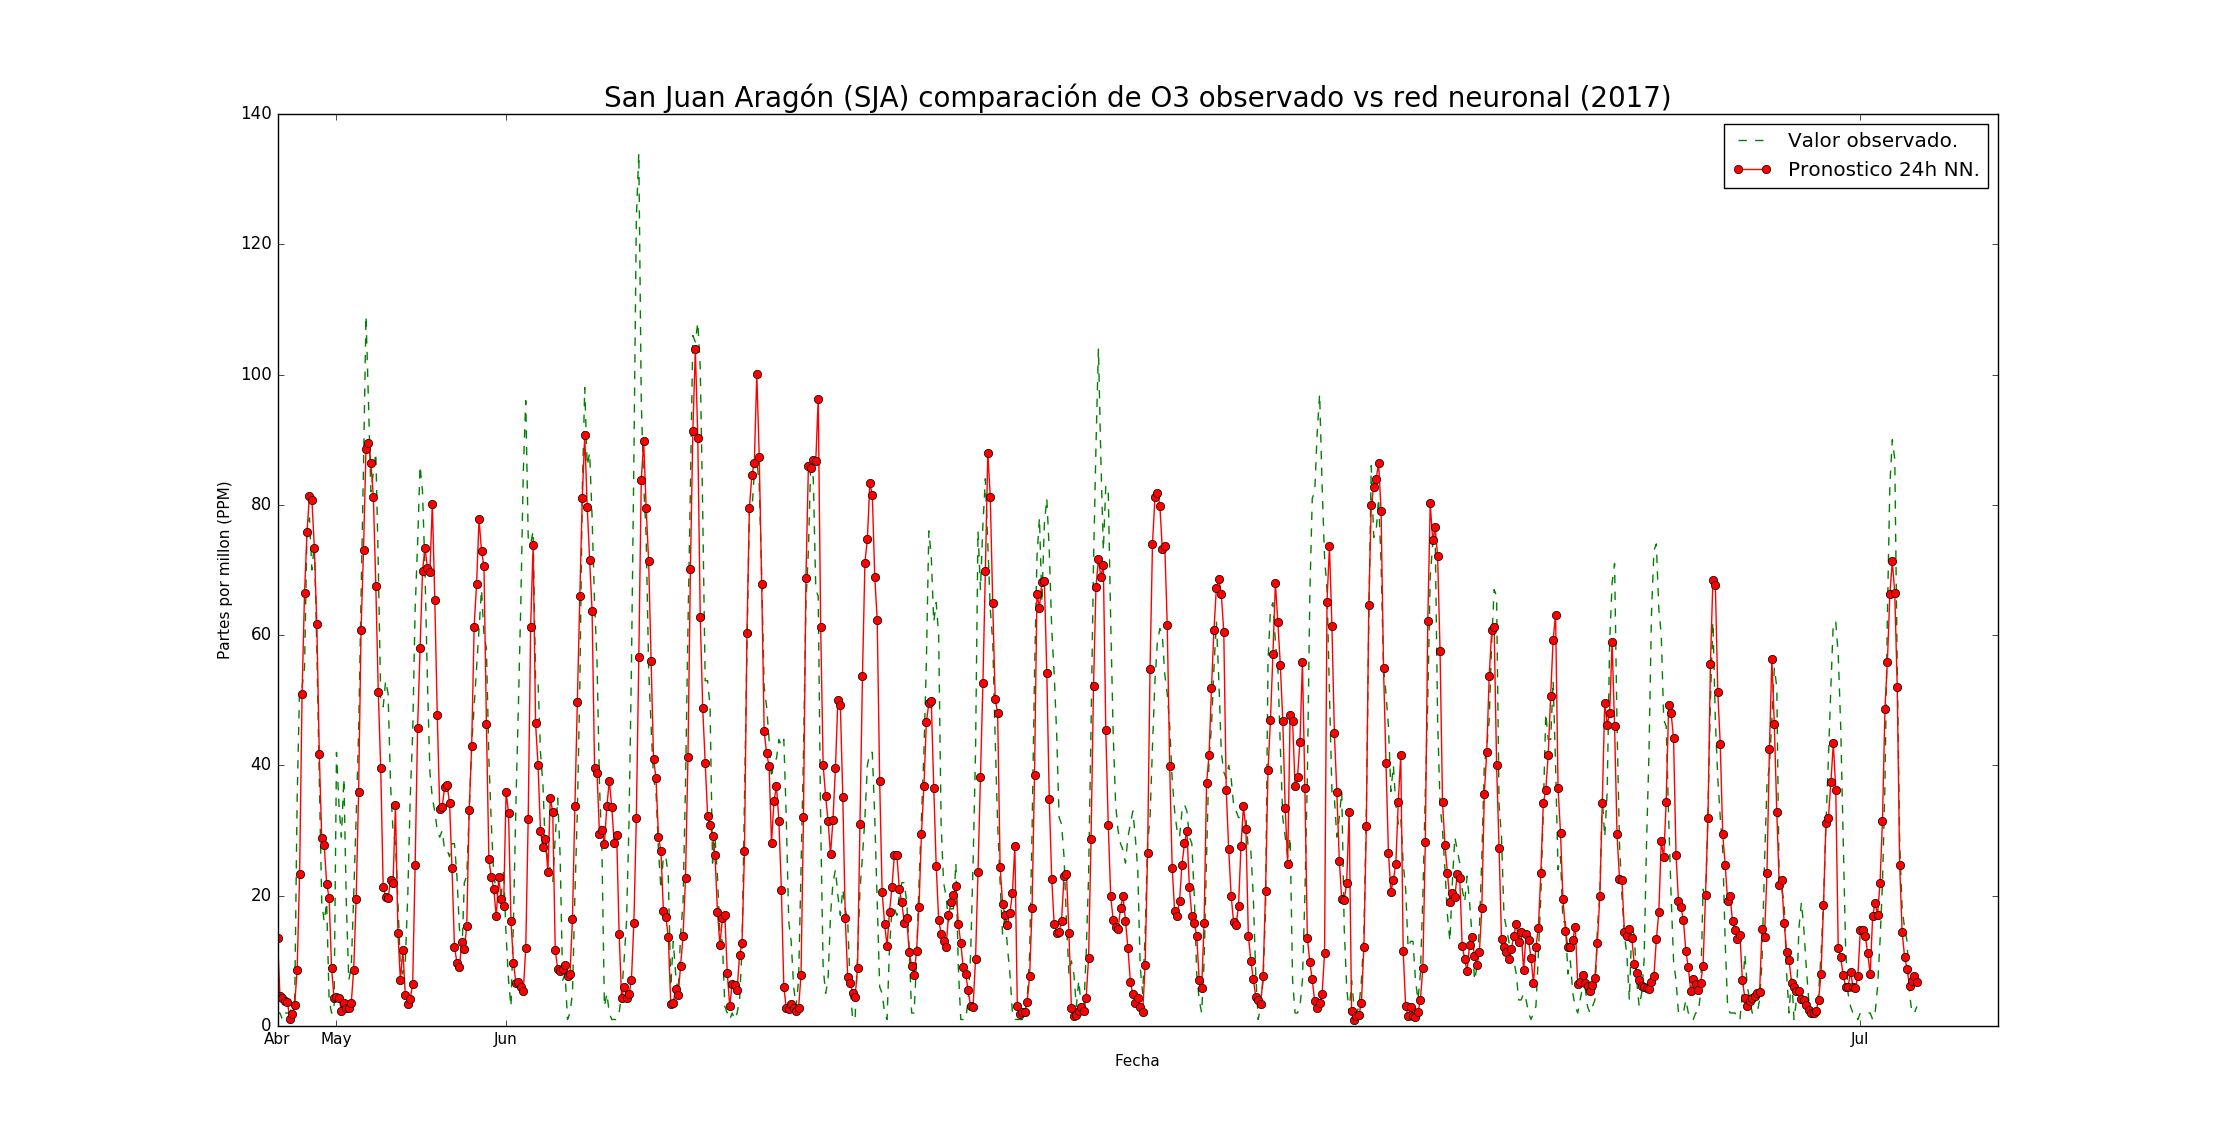 San Juan Aragón (SJA) comparación de O3 observado vs red neuronal (2017)
140
120
100
80
60
40
20
0
Partes por millon (PPM)
Valor observado.
Pronostico 24h NN.
Abr
May
Jun
Jul
Fecha